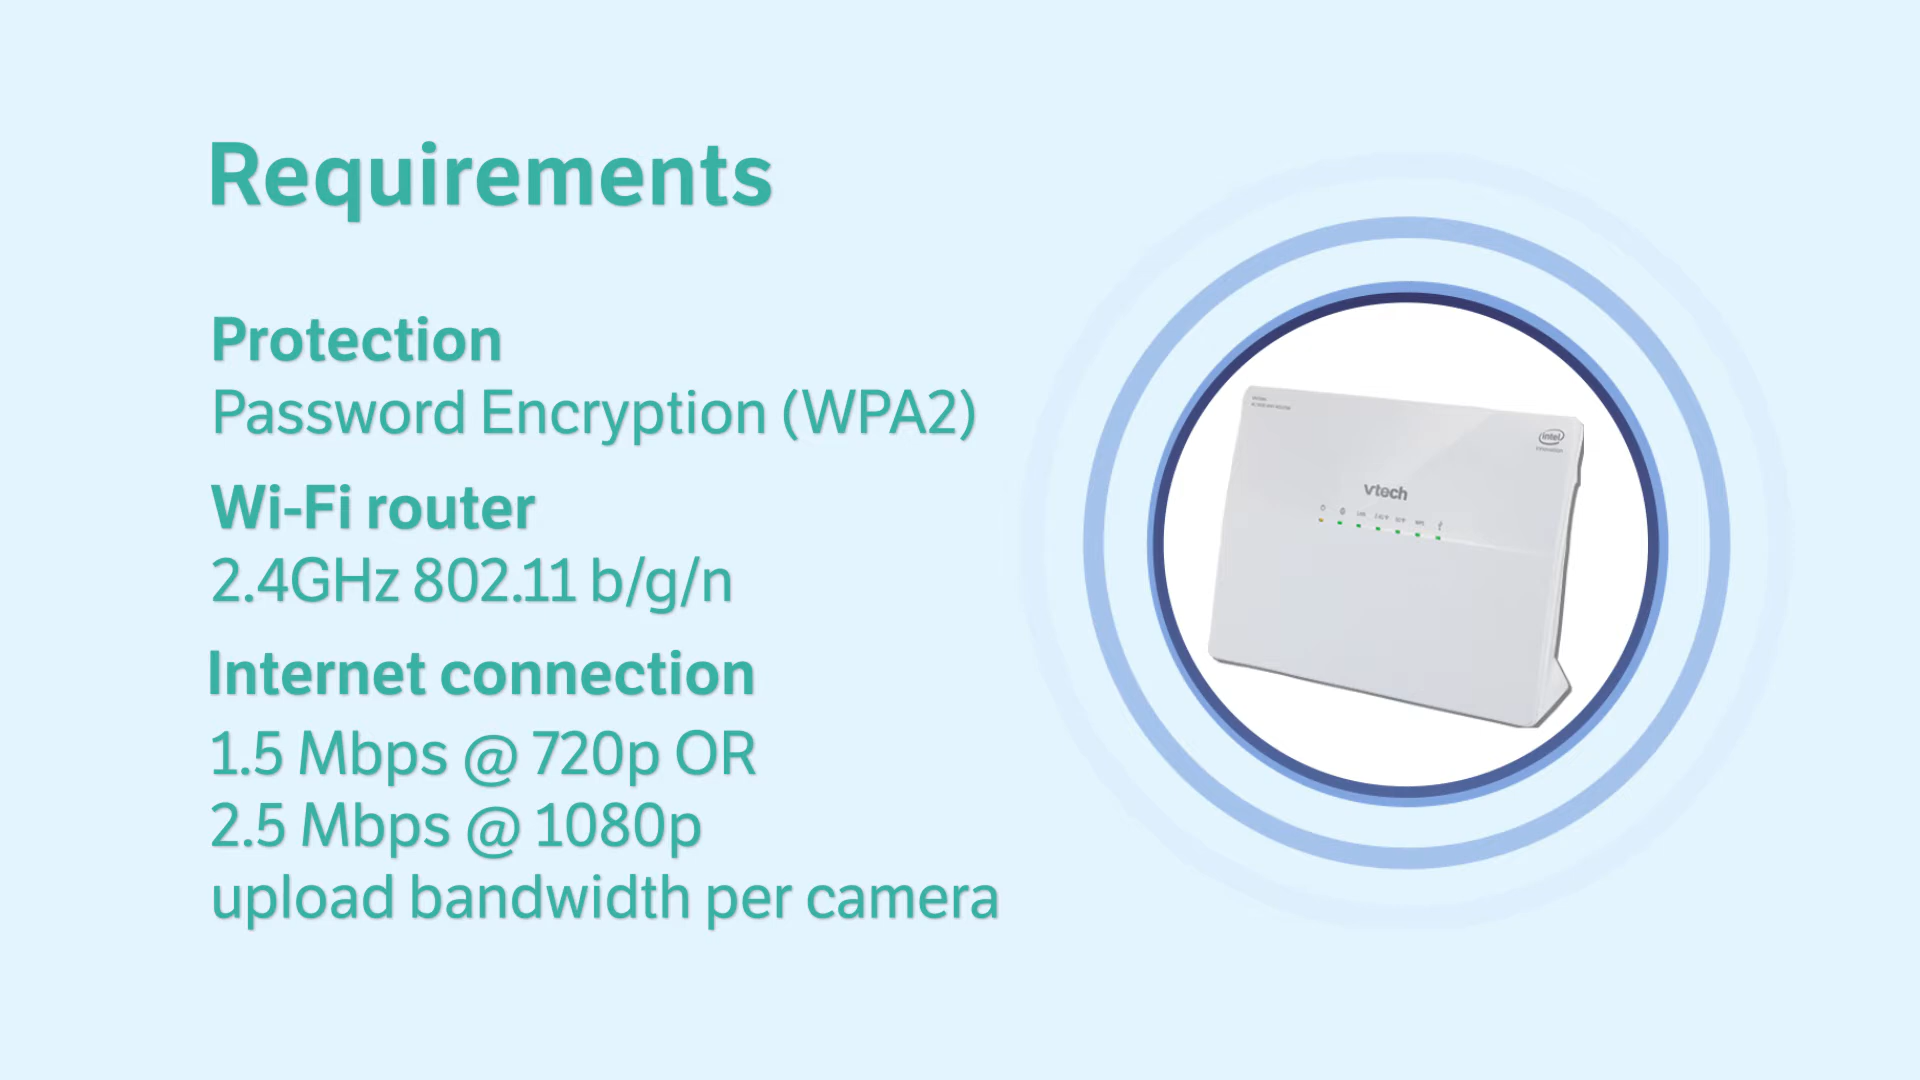 Requirements
Protection
Password Encryption (WPA2)
Wi-Fi router
2.4GHz 802.11 b/g/n
Internet connection
1.5 Mbps @ 720p OR
2.5 Mbps @ 1080p
upload bandwidth per camera
intel
vtech